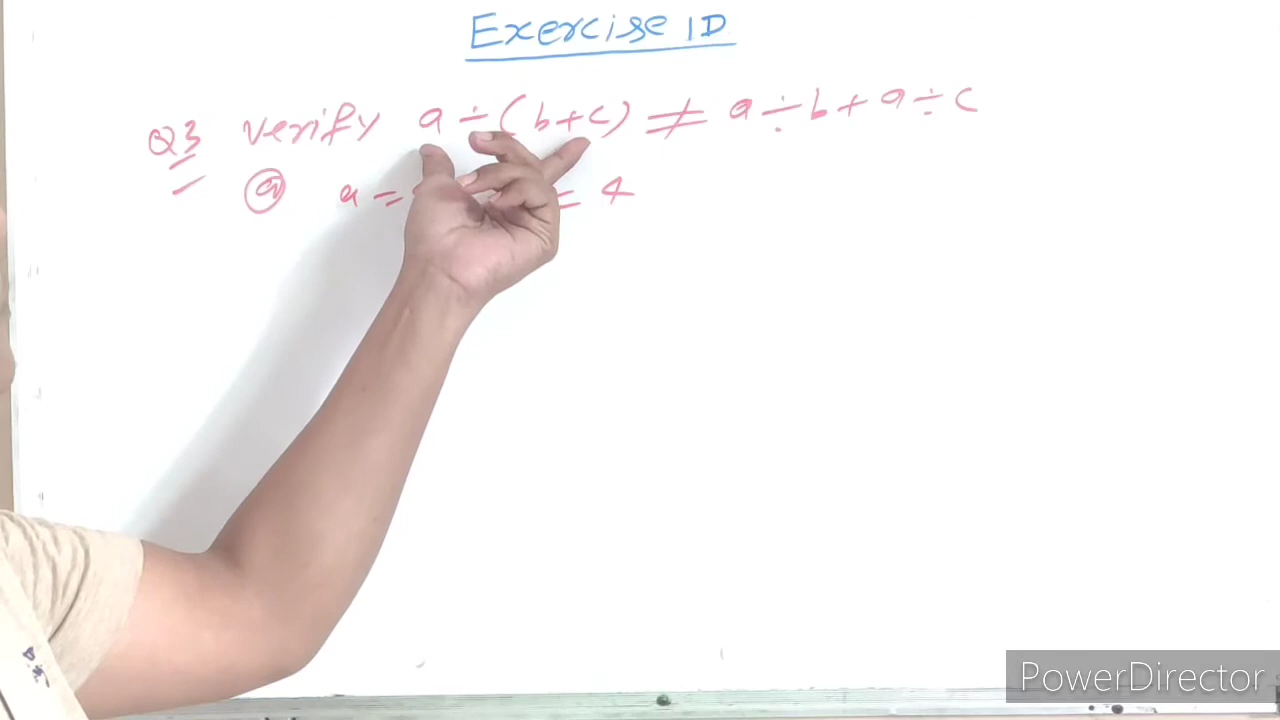 Exercise 1D
Q3 verify a ÷ (b+c) ≠ a ÷ b + a ÷ c
(a) a = = 4
PowerDirector